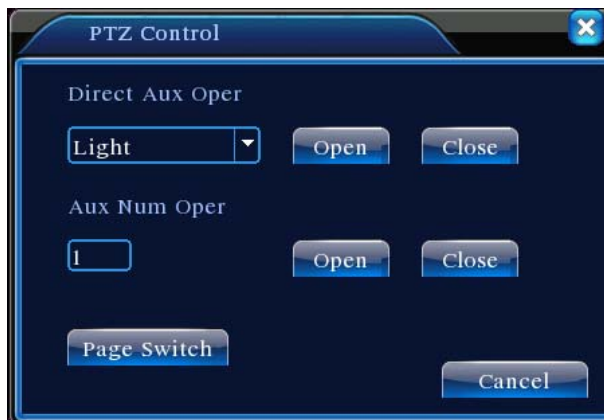 PTZ Control
Direct Aux Oper
Light Open Close
Aux Num Oper
1 Open Close
Page Switch
Cancel